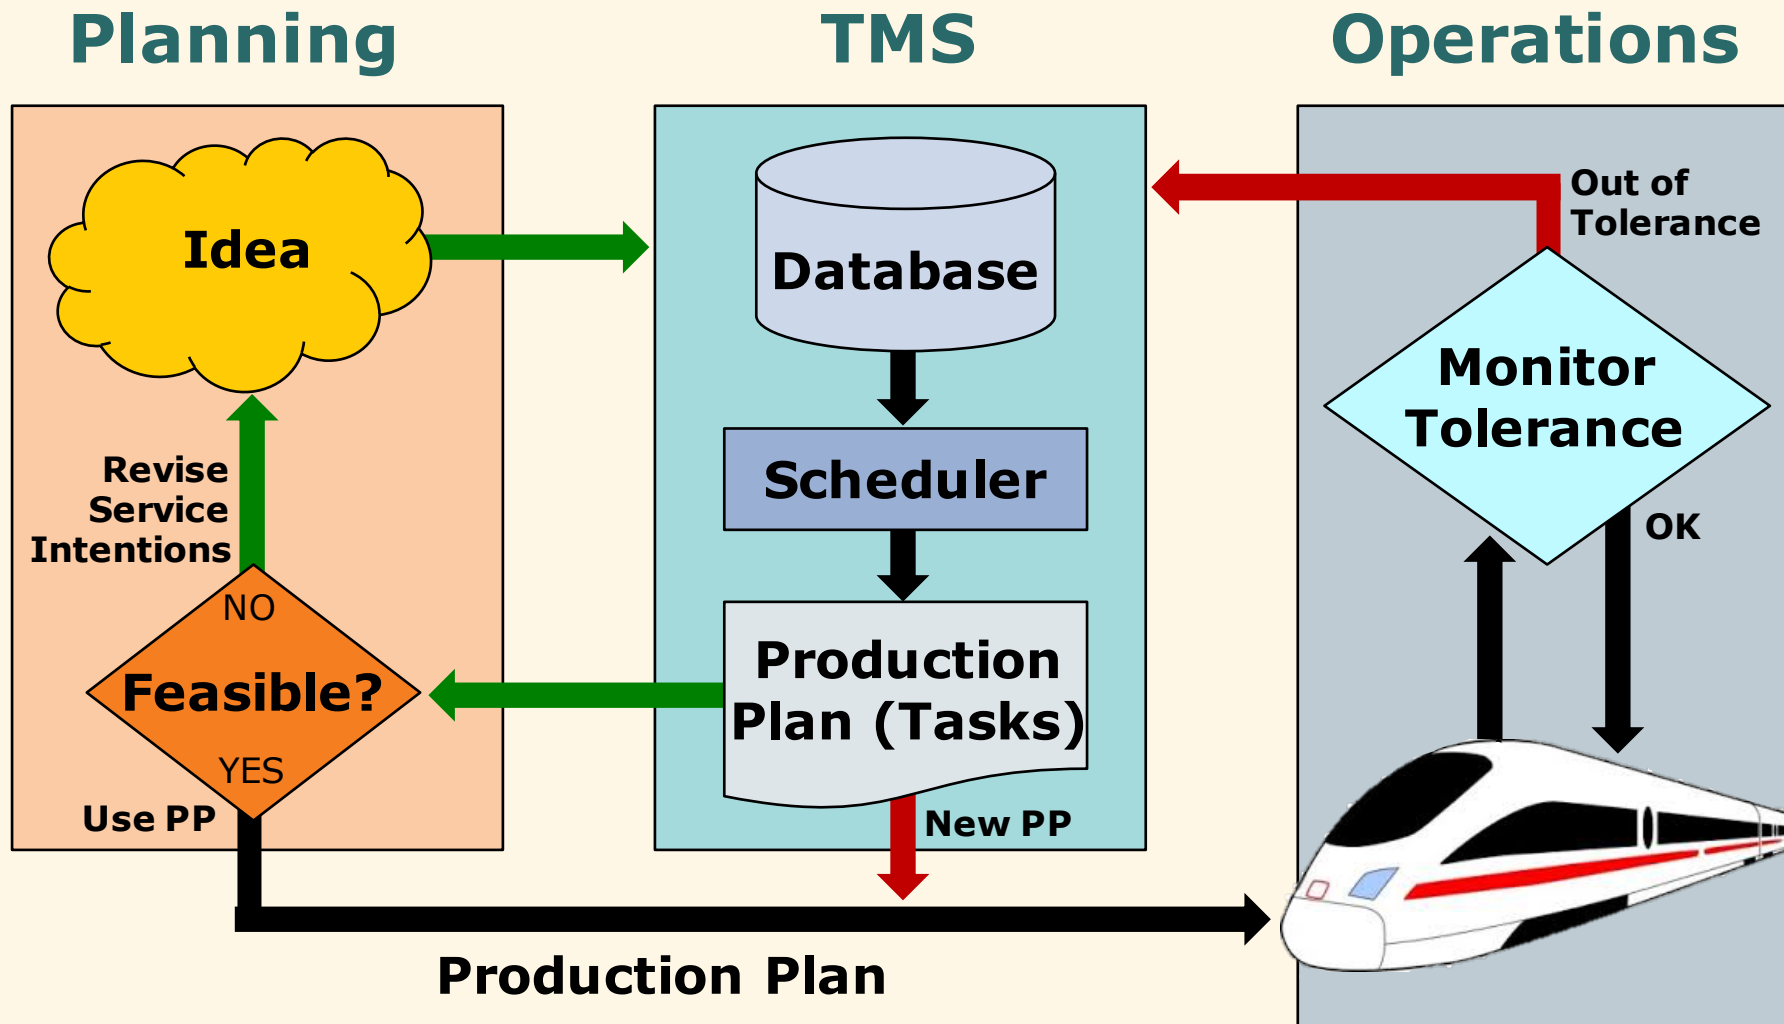 Planning
TMS
Operations
Idea
Revise
Service
Intentions
NO
Feasible?
YES
Use PP
Database
Scheduler
Production
Plan (Tasks)
New PP
Out of
Tolerance
Monitor
Tolerance
OK
Production Plan